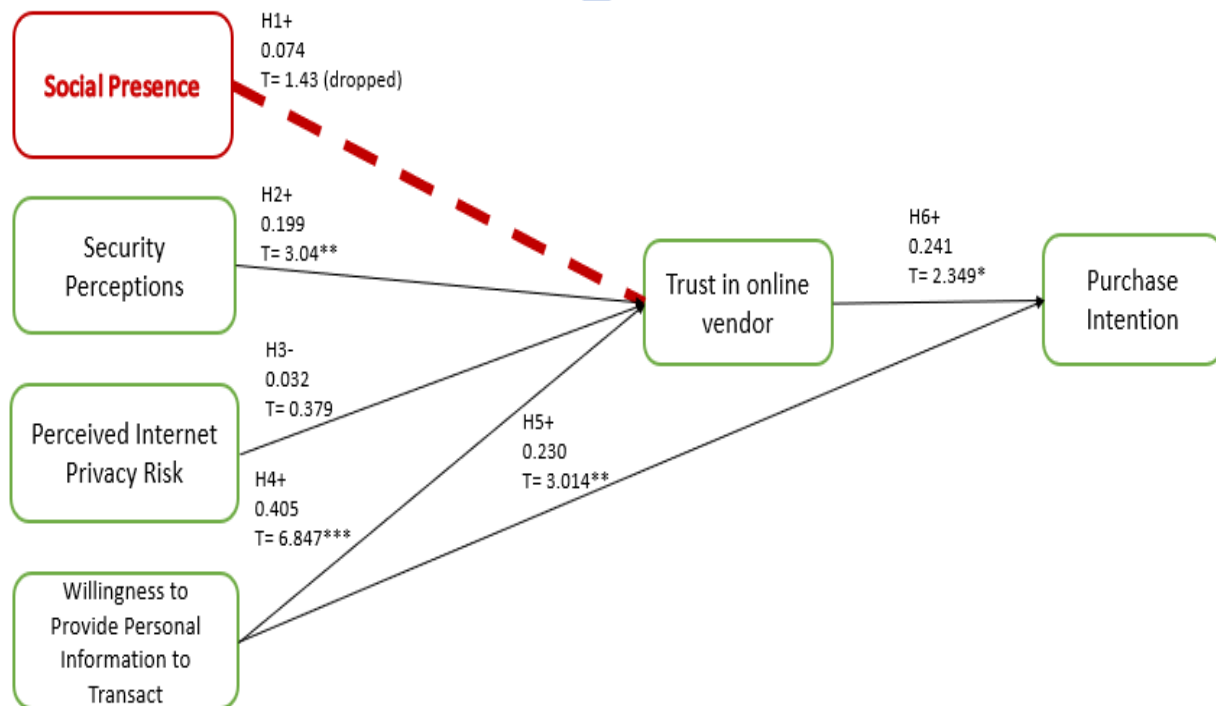 H1+
0.074
T= 1.43 (dropped)
Social Presence
H2+
0.199
T= 3.04**
Security
Perceptions
H3-
0.032
T= 0.379
Perceived Internet
Privacy Risk
H4+
0.405
T= 6.847***
Willingness to
Provide Personal
Information to
Transact
H5+
0.230
T= 3.014**
Trust in online
vendor
H6+
0.241
T= 2.349*
Purchase
Intention